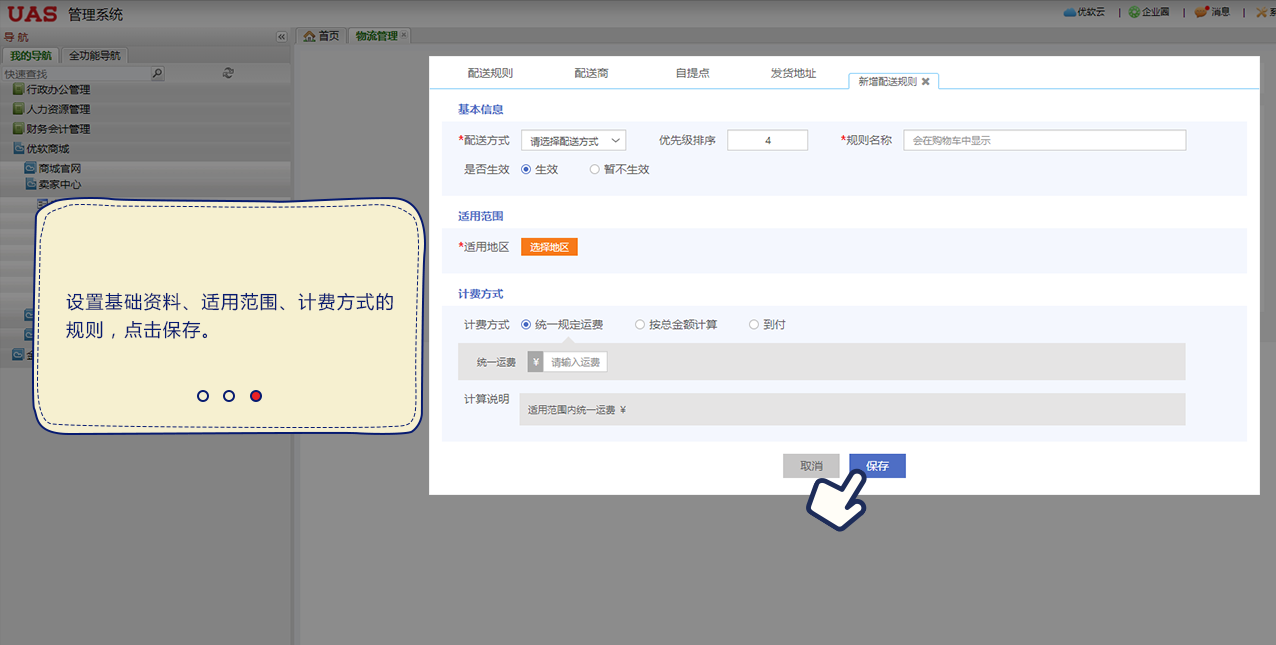 UAS 管理系统
优软云 | 企业圈 | 消息 |
导航
首页 物流管理
我的导航 全功能导航
快速查找
行政办公管理
人力资源管理
财务会计管理
优软商城
商城官网
卖家中心
设置基础资料、适用范围、计费方式的
规则，点击保存。
配送规则 配送商 自提点 发货地址 新增配送规则
基本信息
*配送方式 请选择配送方式 优先级排序 4 *规则名称 会在购物车中显示
是否生效 生效 暂不生效
适用范围
*适用地区 选择地区
计费方式
计费方式 统一规定运费 按总金额计算 到付
统一运费 ¥ 请输入运费
计算说明 适用范围内统一运费 ¥
取消 保存